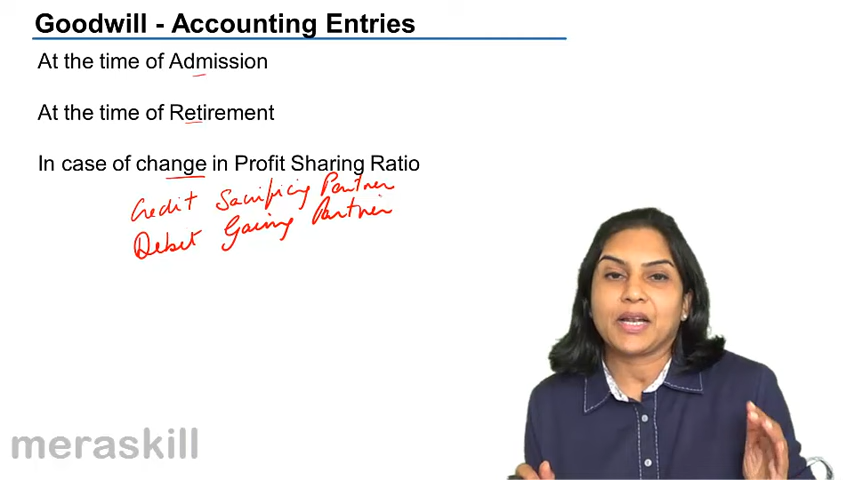 Goodwill - Accounting Entries
At the time of Admission
At the time of Retirement
In case of change in Profit Sharing Ratio
Credit Sacrificing Partner
Debit Gaining Partner
meraskill